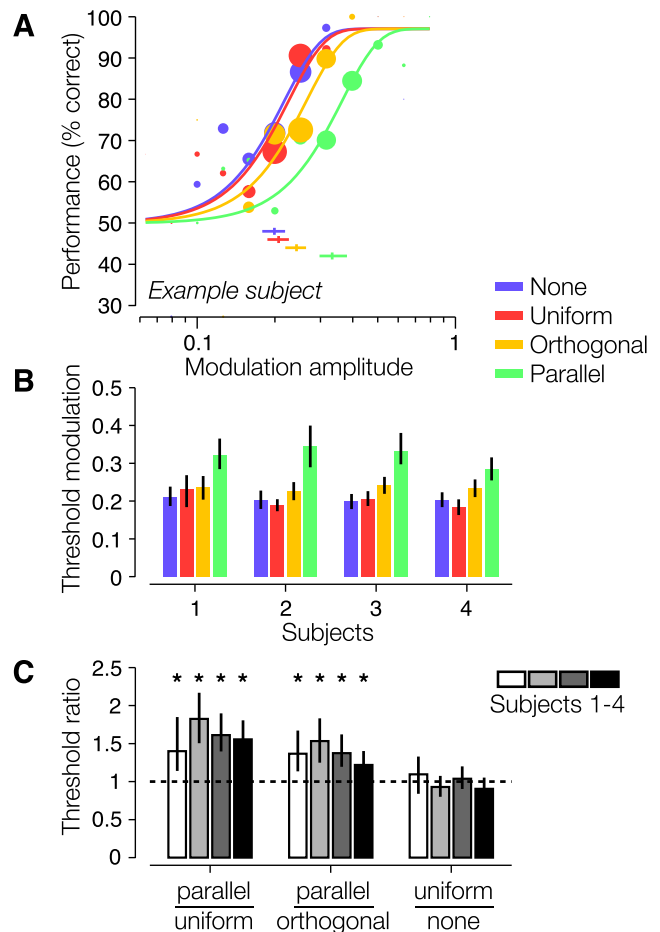 A
Performance (% correct)
100
90
80
70
60
50
40
30
Example subject
0.1
1
Modulation amplitude
None
Uniform
Orthogonal
Parallel
B
Threshold modulation
0.5
0.4
0.3
0.2
0.1
0
1 2 3 4
Subjects
C
Threshold ratio
2.5
2
1.5
1
0.5
0
* * * * * * * *
Subjects 1-4
parallel parallel uniform
uniform orthogonal none